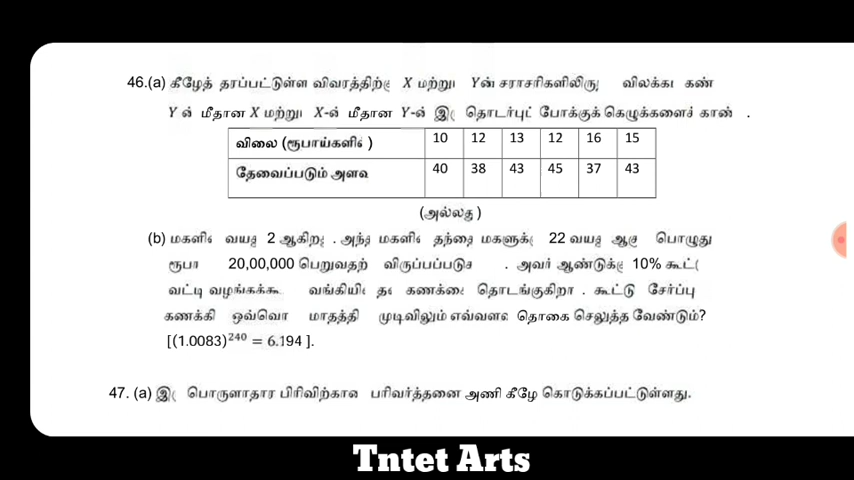 46.(a) கீழேத் தரப்பட்டுள்ள விவரத்திற்கு X மற்று Yன் சராசரிகளிலிரு விலக்க கண்
Y ன் மீதான X மற்று X-ன் மீதான Y-ன் இ தொடர்புப் போக்குக் கெழுக்களைச் காண் .
விலை (ரூபாய்களில் ) 10 12 13 12 16 15
தேவைப்படும் அளவு 40 38 43 45 37 43
(அல்லது )
(b) மகளின் வயது 2 ஆகிறது . அந்த மகளின் தந்தை மகளுக்கு 22 வயது ஆகு பொழுது
ரூபா 20,00,000 பெறுவதற் விருப்பப்படுக . அவர் ஆண்டுக்கு 10% கூட்டு
வட்டி வழங்கக்கூ வங்கியில் தன் கணக்கை தொடங்குகிறா . கூட்டு சேர்ப்பு
கணக்கி ஒவ்வொ மாதத்தி முடிவிலும் எவ்வளவு தொகை செலுத்த வேண்டும்?
[(1.0083)²⁴⁰ = 6.194 ].
47. (a) இ பொருளாதார பிரிவிற்கான பரிவர்த்தனை அணி கீழே கொடுக்கப்பட்டுள்ளது.
Tntet Arts